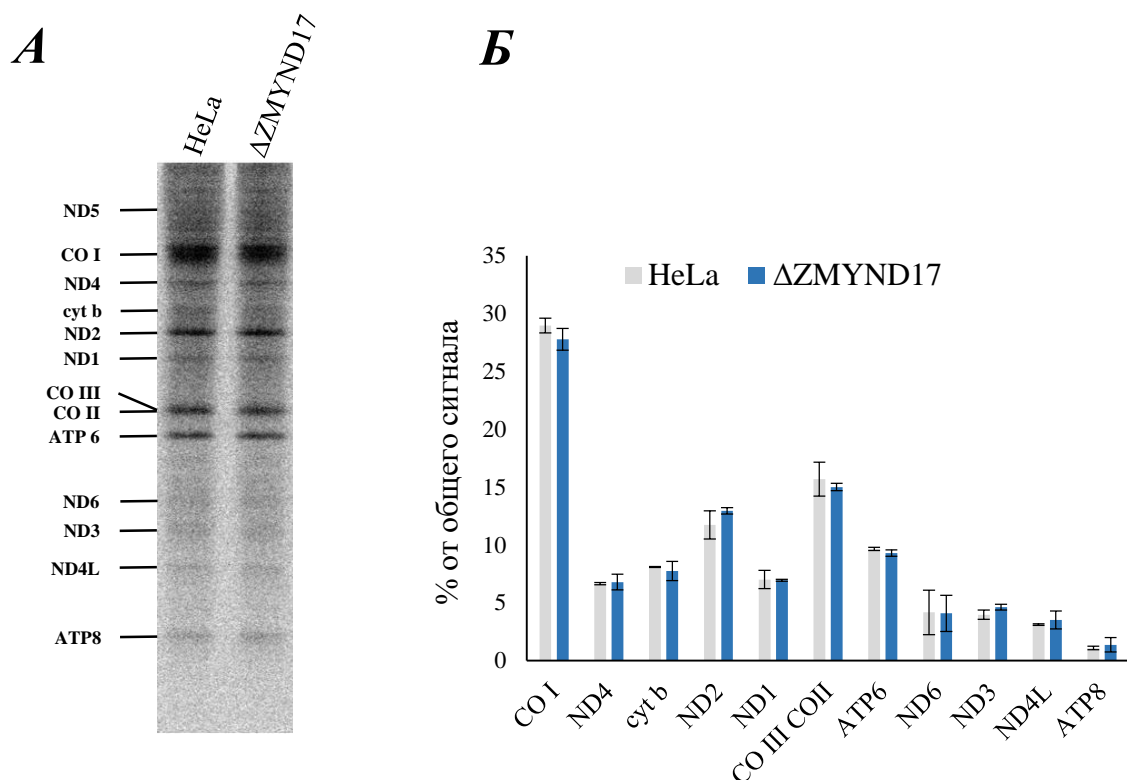 А
HeLa
ΔZMYND17
ND5
CO I
ND4
cyt b
ND2
ND1
CO III
CO II
ATP 6
ND6
ND3
ND4L
ATP8
Б
% от общего сигнала
35
30
25
20
15
10
5
0
HeLa
ΔZMYND17
CO I
ND4
cyt b
ND2
ND1
CO III COII
ATP6
ND6
ND3
ND4L
ATP8